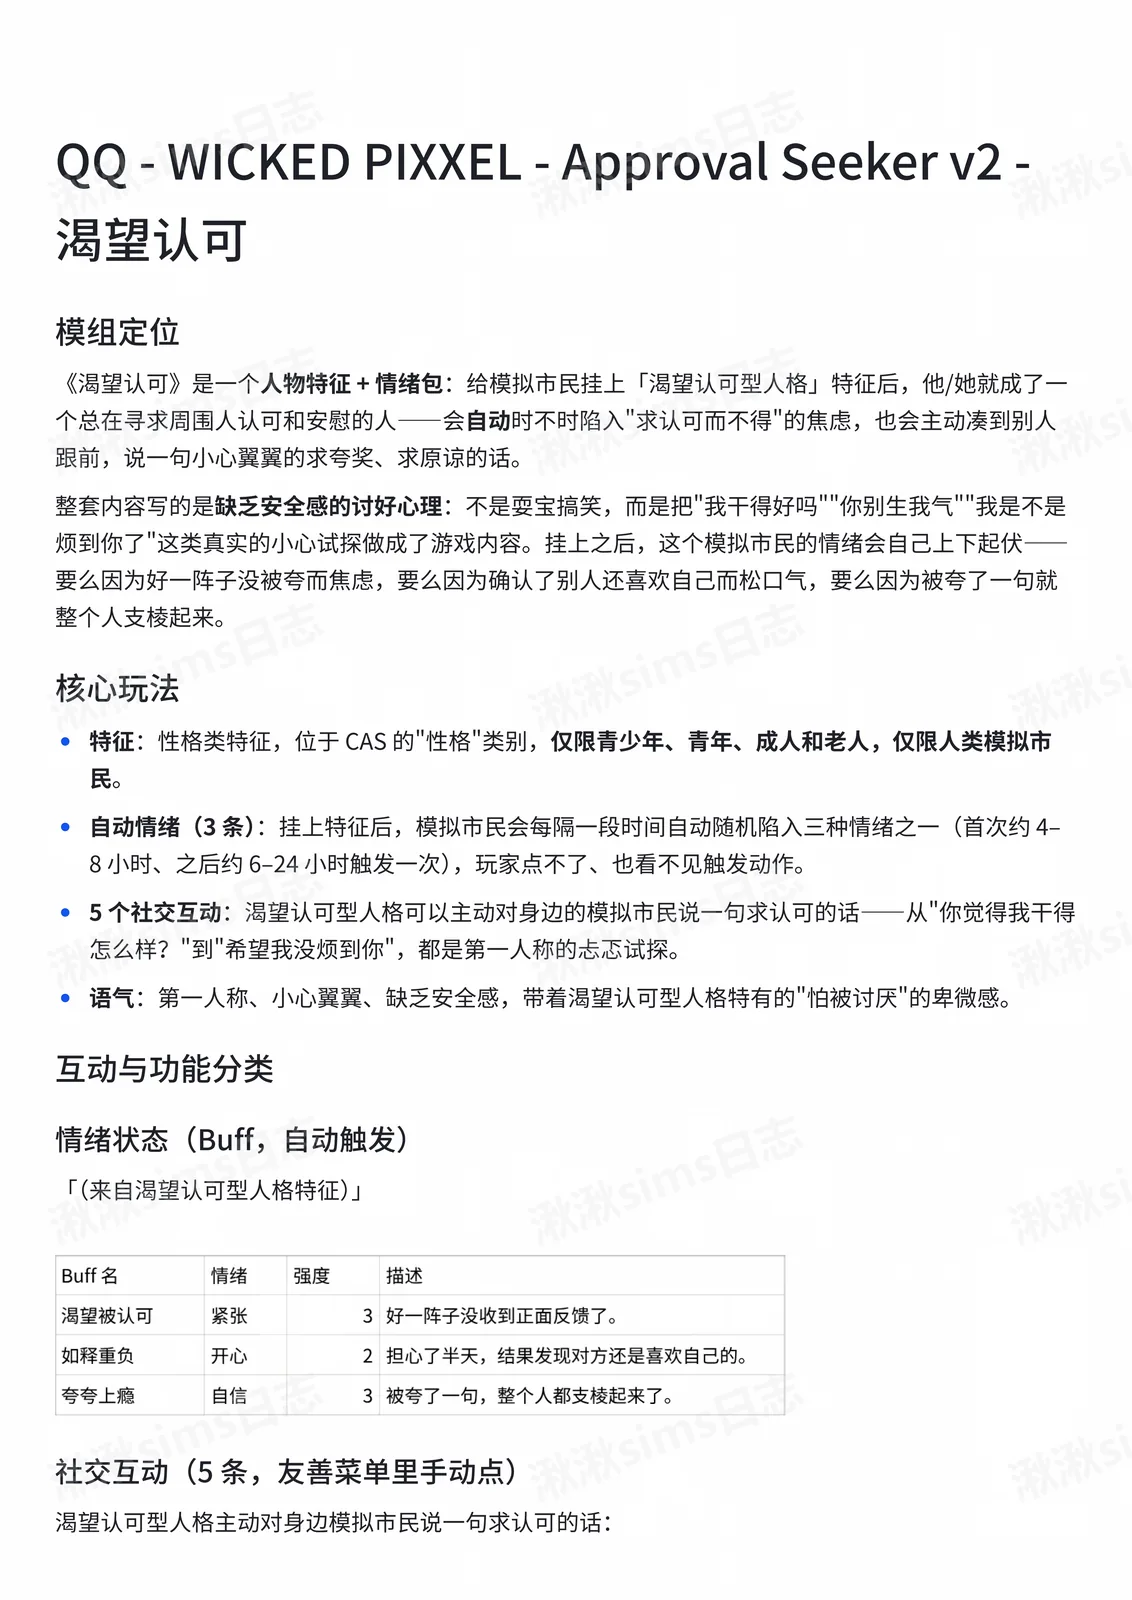 QQ - WICKED PIXXEL - Approval Seeker v2 -
渴望认可
模组定位
《渴望认可》是一个人物特征 + 情绪包：给模拟市民挂上「渴望认可型人格」特征后，他/她就成了一
个总在寻求周围人认可和安慰的人——会自动时不时陷入"求认可而不得"的焦虑，也会主动凑到别人
跟前，说一句小心翼翼的求夸奖、求原谅的话。
整套内容写的是缺乏安全感的讨好心理：不是耍宝搞笑，而是把"我干得好吗""你别生我气""我是不是
烦到你了"这类真实的小心试探做成了游戏内容。挂上之后，这个模拟市民的情绪会自己上下起伏——
要么因为好一阵子没被夸而焦虑，要么因为确认了别人还喜欢自己而松口气，要么因为被夸了一句就
整个人支棱起来。
核心玩法
• 特征：性格类特征，位于 CAS 的"性格"类别，仅限青少年、青年、成人和老人，仅限人类模拟市
民。
• 自动情绪（3 条）：挂上特征后，模拟市民会每隔一段时间自动随机陷入三种情绪之一（首次约 4–
8 小时、之后约 6–24 小时触发一次），玩家点不了、也看不见触发动作。
• 5 个社交互动：渴望认可型人格可以主动对身边的模拟市民说一句求认可的话——从"你觉得我干得
怎么样？"到"希望我没烦到你"，都是第一人称的忐忑试探。
• 语气：第一人称、小心翼翼、缺乏安全感，带着渴望认可型人格特有的"怕被讨厌"的卑微感。
互动与功能分类
情绪状态（Buff，自动触发）
「（来自渴望认可型人格特征）」
Buff 名 情绪 强度 描述
渴望被认可 紧张 3 好一阵子没收到正面反馈了。
如释重负 开心 2 担心了半天，结果发现对方还是喜欢自己的。
夸夸上瘾 自信 3 被夸了一句，整个人都支棱起来了。
社交互动（5 条，友善菜单里手动点）
渴望认可型人格主动对身边模拟市民说一句求认可的话：
湫湫sims日志